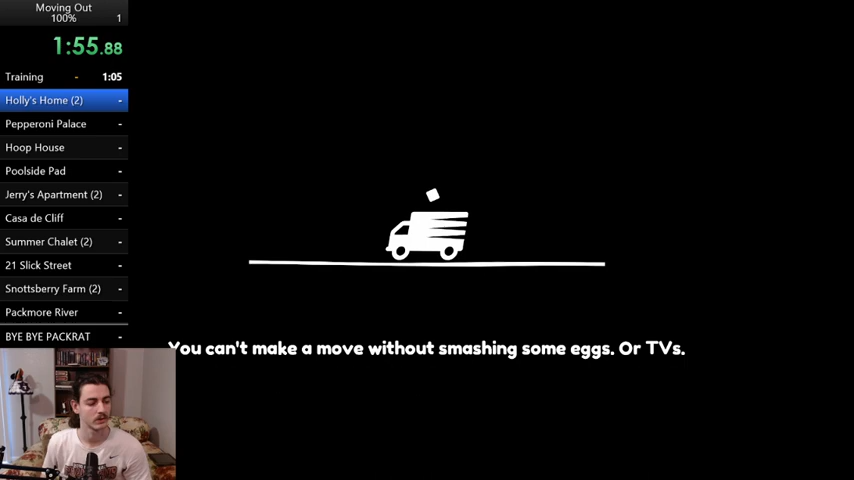 Moving Out
100% 1
1:55.88
Training - 1:05
Holly's Home (2) -
Pepperoni Palace -
Hoop House -
Poolside Pad -
Jerry's Apartment (2) -
Casa de Cliff -
Summer Chalet (2) -
21 Slick Street -
Snottsberry Farm (2) -
Packmore River -
BYE BYE PACKRAT -
You can't make a move without smashing some eggs. Or TVs.